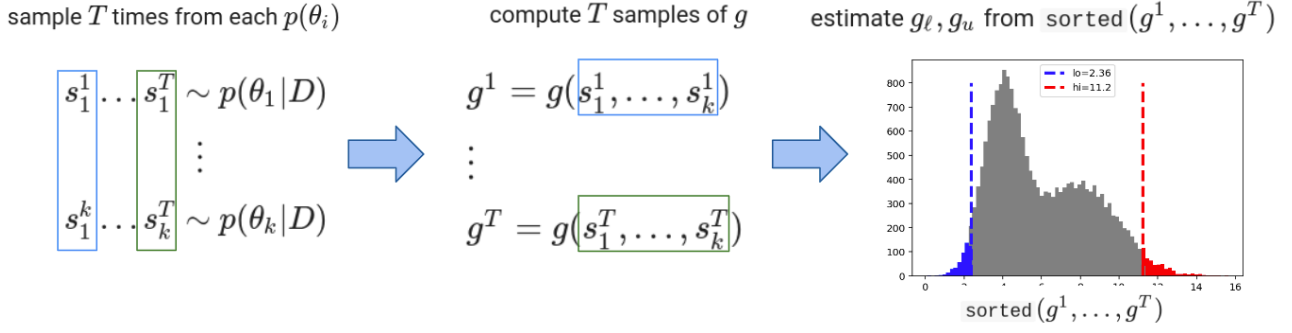 sample T times from each p(θ_i)
compute T samples of g
estimate g_ℓ, g_u from sorted(g^1, ..., g^T)
s_1^1 ... s_1^T ~ p(θ_1|D)
⋮
s_1^k ... s_k^T ~ p(θ_k|D)
g^1 = g(s_1^1, ..., s_k^1)
⋮
g^T = g(s_1^T, ..., s_k^T)
lo=2.36
hi=11.2
800
700
600
500
400
300
200
100
0
0 2 4 6 8 10 12 14 16
sorted(g^1, ..., g^T)